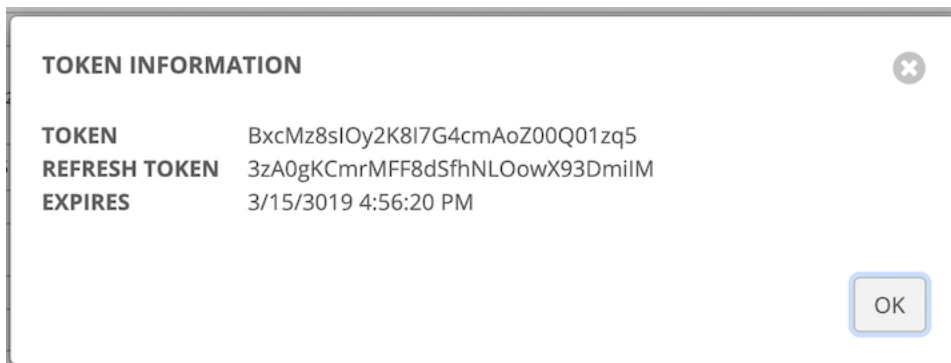 TOKEN INFORMATION
TOKEN BxcMz8sIOy2K8I7G4cmAoZ00Q01zq5
REFRESH TOKEN 3zA0gKCmrMFF8dSfhNLOowX93DmiIM
EXPIRES 3/15/3019 4:56:20 PM
OK